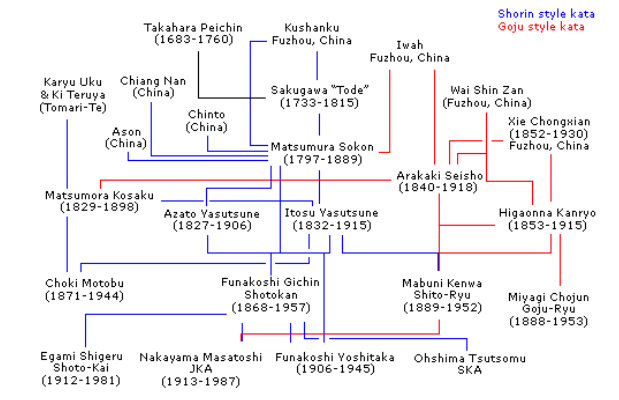 Shorin style kata
Goju style kata
Takahara Peichin
(1683-1760)
Kushanku
Fuzhou, China
Iwah
Fuzhou, China
Karyu Uku
& Ki Teruya
(Tomari-Te)
Chiang Nan
(China)
Sakugawa "Tode"
(1733-1815)
Wai Shin Zan
(Fuzhou, China)
Chinto
(China)
Xie Chongxian
(1852-1930)
Fuzhou, China
Ason
(China)
Matsumura Sokon
(1797-1889)
Arakaki Seisho
(1840-1918)
Matsumora Kosaku
(1829-1898)
Azato Yasutsune
(1827-1906)
Itosu Yasutsune
(1832-1915)
Higaonna Kanryo
(1853-1915)
Choki Motobu
(1871-1944)
Funakoshi Gichin
Shotokan
(1868-1957)
Mabuni Kenwa
Shito-Ryu
(1889-1952)
Miyagi Chojun
Goju-Ryu
(1888-1953)
Egami Shigeru
Shoto-Kai
(1912-1981)
Nakayama Masatoshi
JKA
(1913-1987)
Funakoshi Yoshitaka
(1906-1945)
Ohshima Tsutsomu
SKA